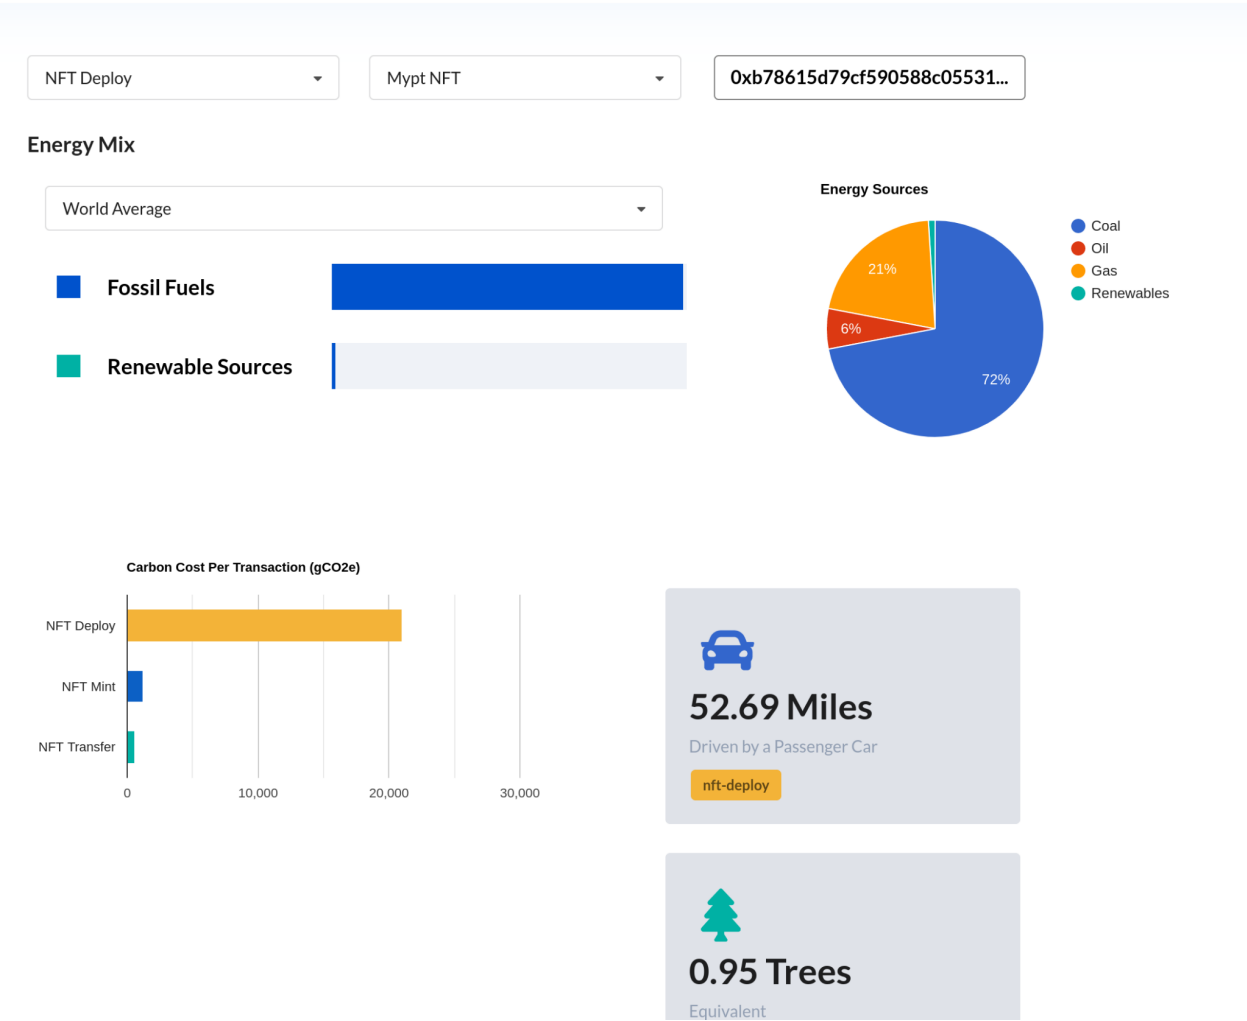 NFT Deploy
Mypt NFT
0xb78615d79cf590588c05531...
Energy Mix
World Average
Fossil Fuels
Renewable Sources
Energy Sources
21%
6%
72%
Coal
Oil
Gas
Renewables
Carbon Cost Per Transaction (gCO2e)
NFT Deploy
NFT Mint
NFT Transfer
0
10,000
20,000
30,000
52.69 Miles
Driven by a Passenger Car
nft-deploy
0.95 Trees
Equivalent